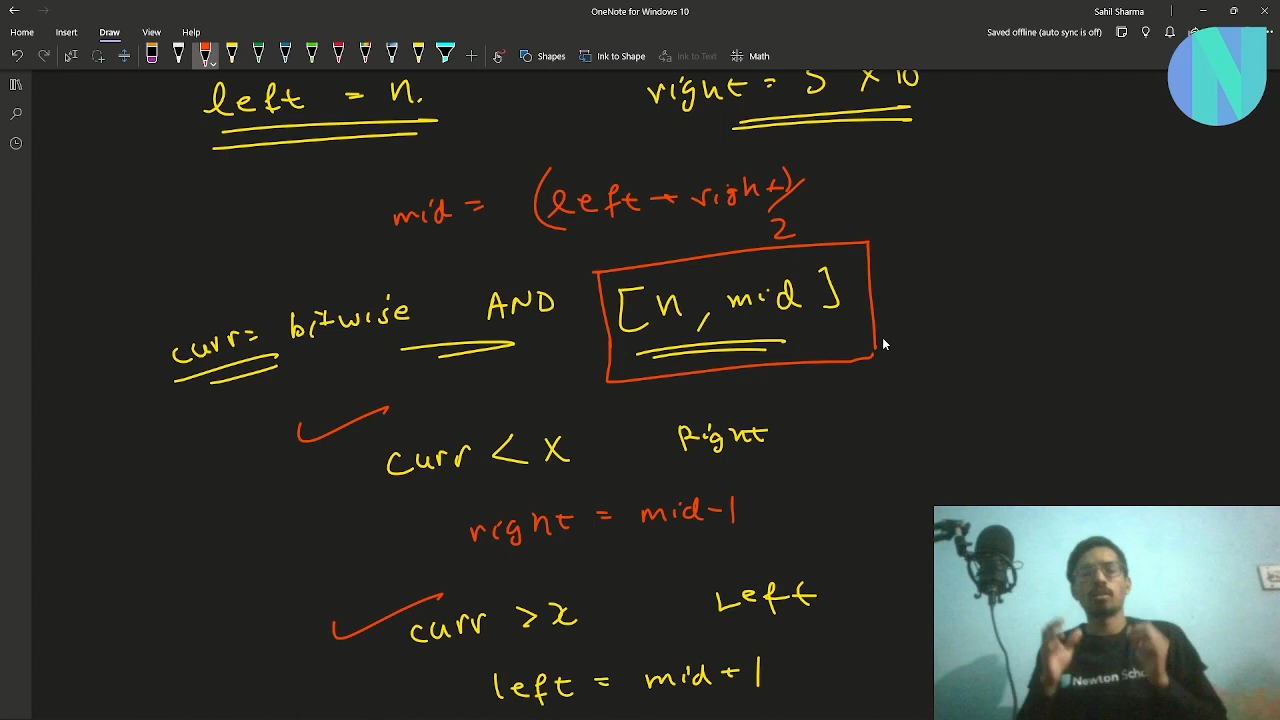 OneNote for Windows 10
Sahil Sharma
Home Insert Draw View Help
Saved offline (auto sync is off)
Shapes Ink to Shape Ink to Text Math
left = n.
right = 5 × 10
mid = (left + right)/2
curr = bitwise AND [n, mid]
curr < x Right
right = mid-1
curr > x Left
left = mid+1
Newton Scho